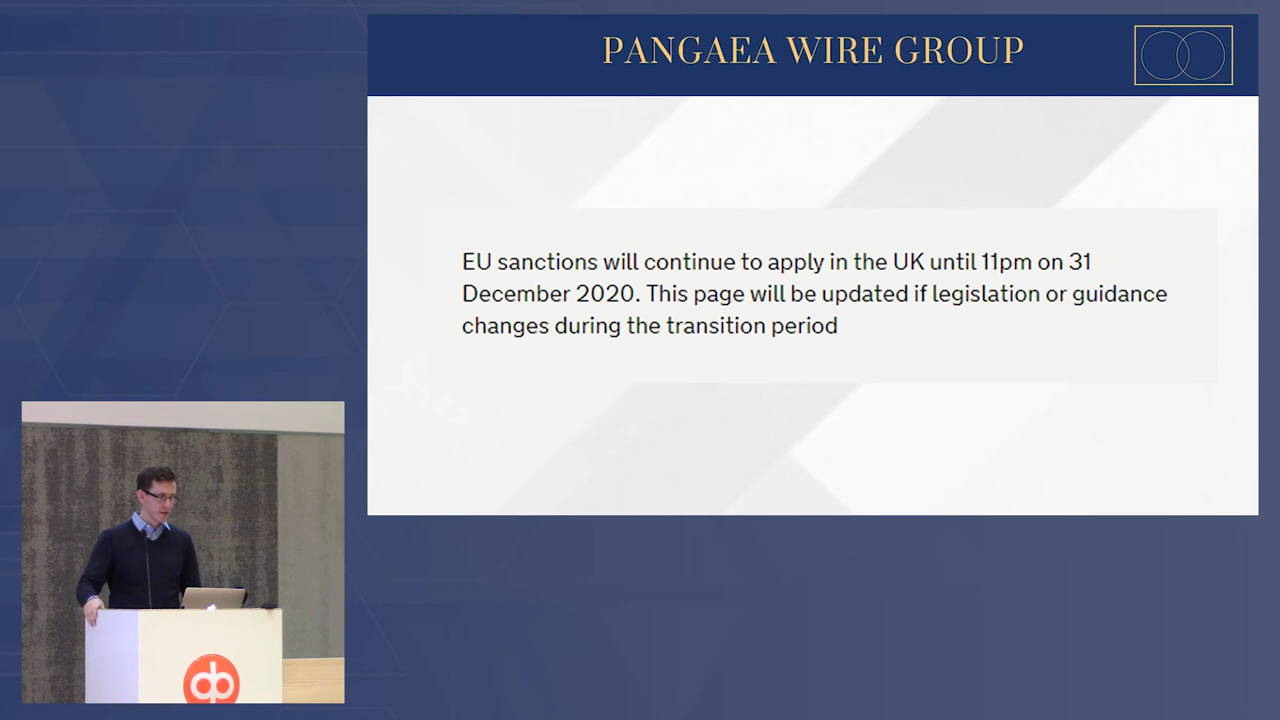 PANGAEA WIRE GROUP
EU sanctions will continue to apply in the UK until 11pm on 31
December 2020. This page will be updated if legislation or guidance
changes during the transition period